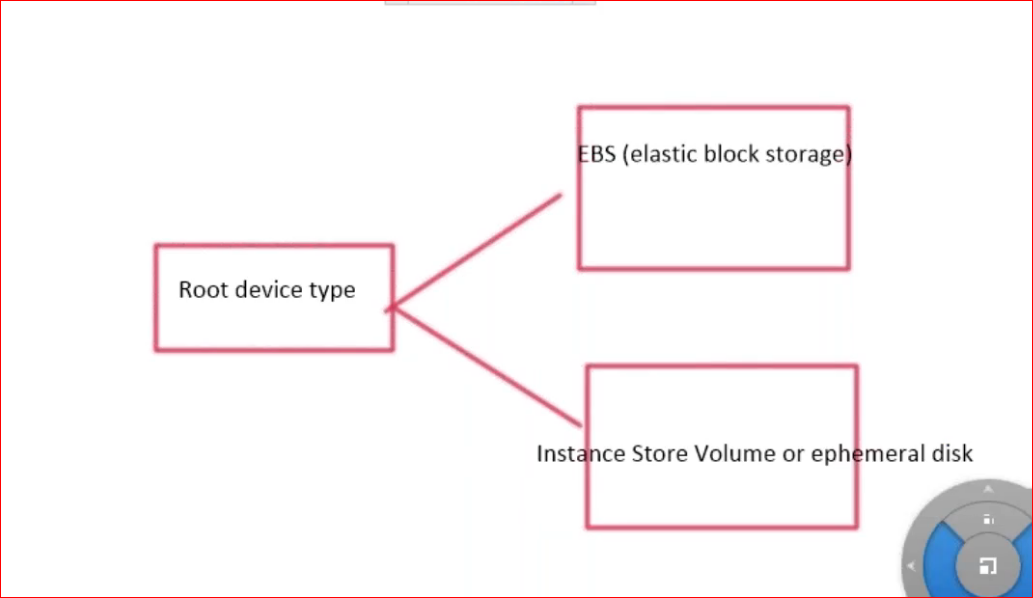 EBS (elastic block storage)
Root device type
Instance Store Volume or ephemeral disk